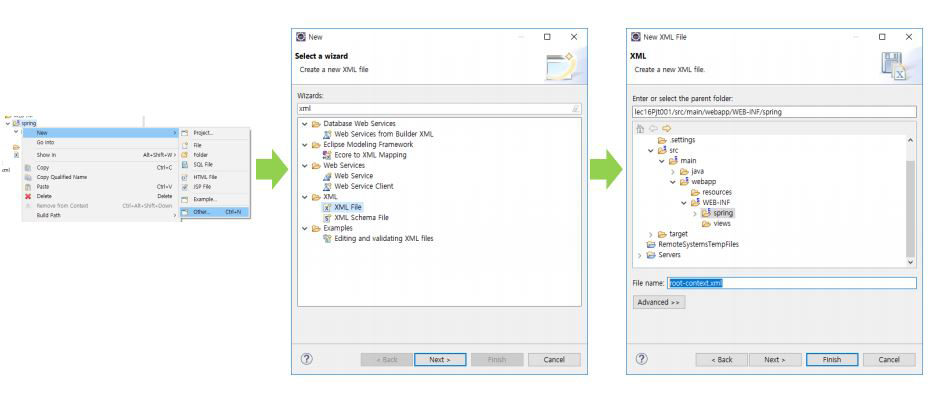 spring
New
Go Into
Show In Alt+Shift+W >
Copy Ctrl+C
Copy Qualified Name
Paste Ctrl+V
Delete Delete
Remove from Context Ctrl+Alt+Shift+Down
Build Path
xml
Project...
File
Folder
SQL File
HTML File
JSP File
Example...
Other... Ctrl+N
New
Select a wizard
Create a new XML file
Wizards:
xml
Database Web Services
Web Services from Builder XML
Eclipse Modeling Framework
Ecore to XML Mapping
Web Services
Web Service
Web Service Client
XML
XML File
XML Schema File
Examples
Editing and validating XML files
< Back Next > Finish Cancel
New XML File
XML
Create a new XML file.
Enter or select the parent folder:
lec16Pjt001/src/main/webapp/WEB-INF/spring
.settings
src
main
java
webapp
resources
WEB-INF
spring
views
target
RemoteSystemsTempFiles
Servers
File name: root-context.xml
Advanced >>
< Back Next > Finish Cancel